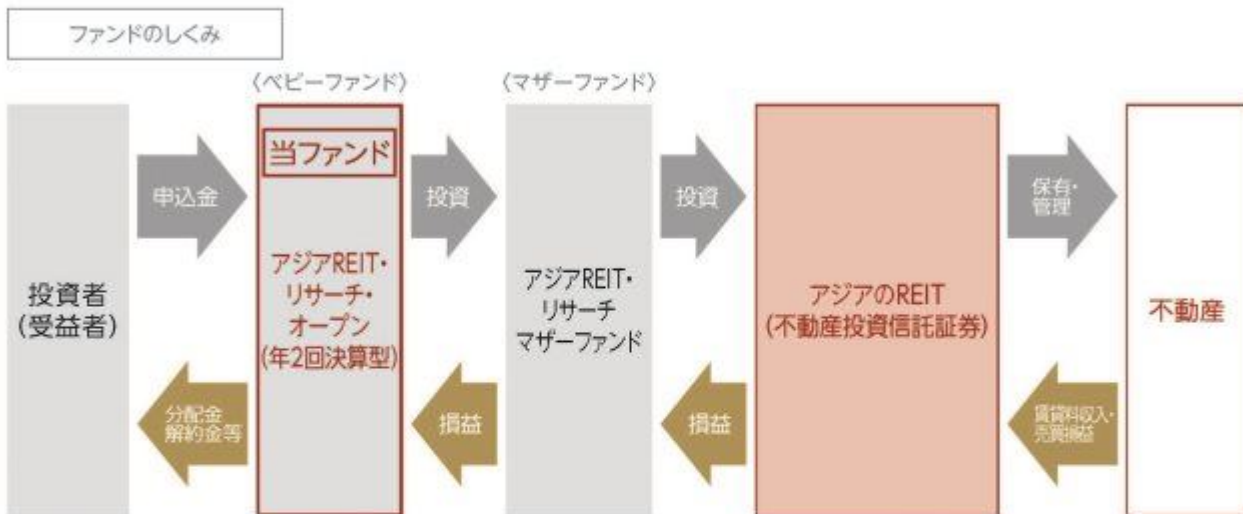 ファンドのしくみ
〈ベビーファンド〉
〈マザーファンド〉
投資者
(受益者)
申込金
分配金
解約金等
当ファンド
アジアREIT・
リサーチ・
オープン
(年2回決算型)
投資
損益
アジアREIT・
リサーチ
マザーファンド
投資
損益
アジアのREIT
(不動産投資信託証券)
保有・
管理
賃貸料収入・
売買損益
不動産